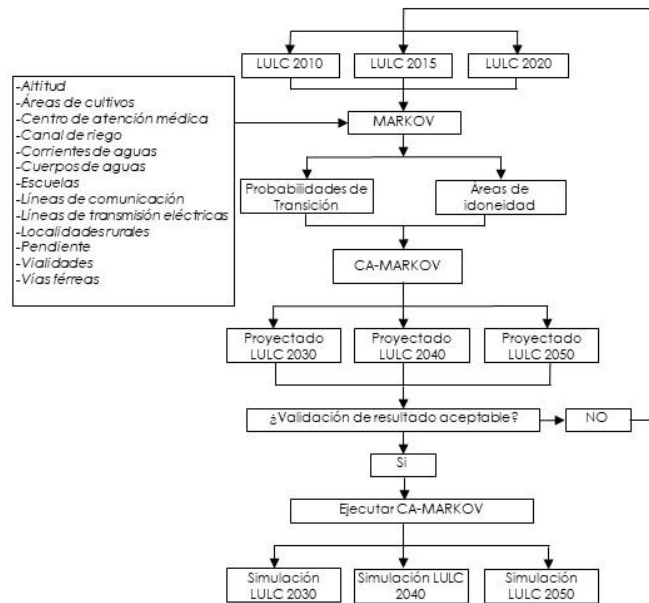 LULC 2010
LULC 2015
LULC 2020
-Altitud
-Áreas de cultivos
-Centro de atención médica
-Canal de riego
-Corrientes de aguas
-Cuerpos de aguas
-Escuelas
-Líneas de comunicación
-Líneas de transmisión eléctricas
-Localidades rurales
-Pendiente
-Vialidades
-Vías férreas
MARKOV
Probabilidades de
Transición
Áreas de
idoneidad
CA-MARKOV
Proyectado
LULC 2030
Proyectado
LULC 2040
Proyectado
LULC 2050
¿Validación de resultado aceptable?
NO
Si
Ejecutar CA-MARKOV
Simulación
LULC 2030
Simulación LULC
2040
Simulación
LULC 2050